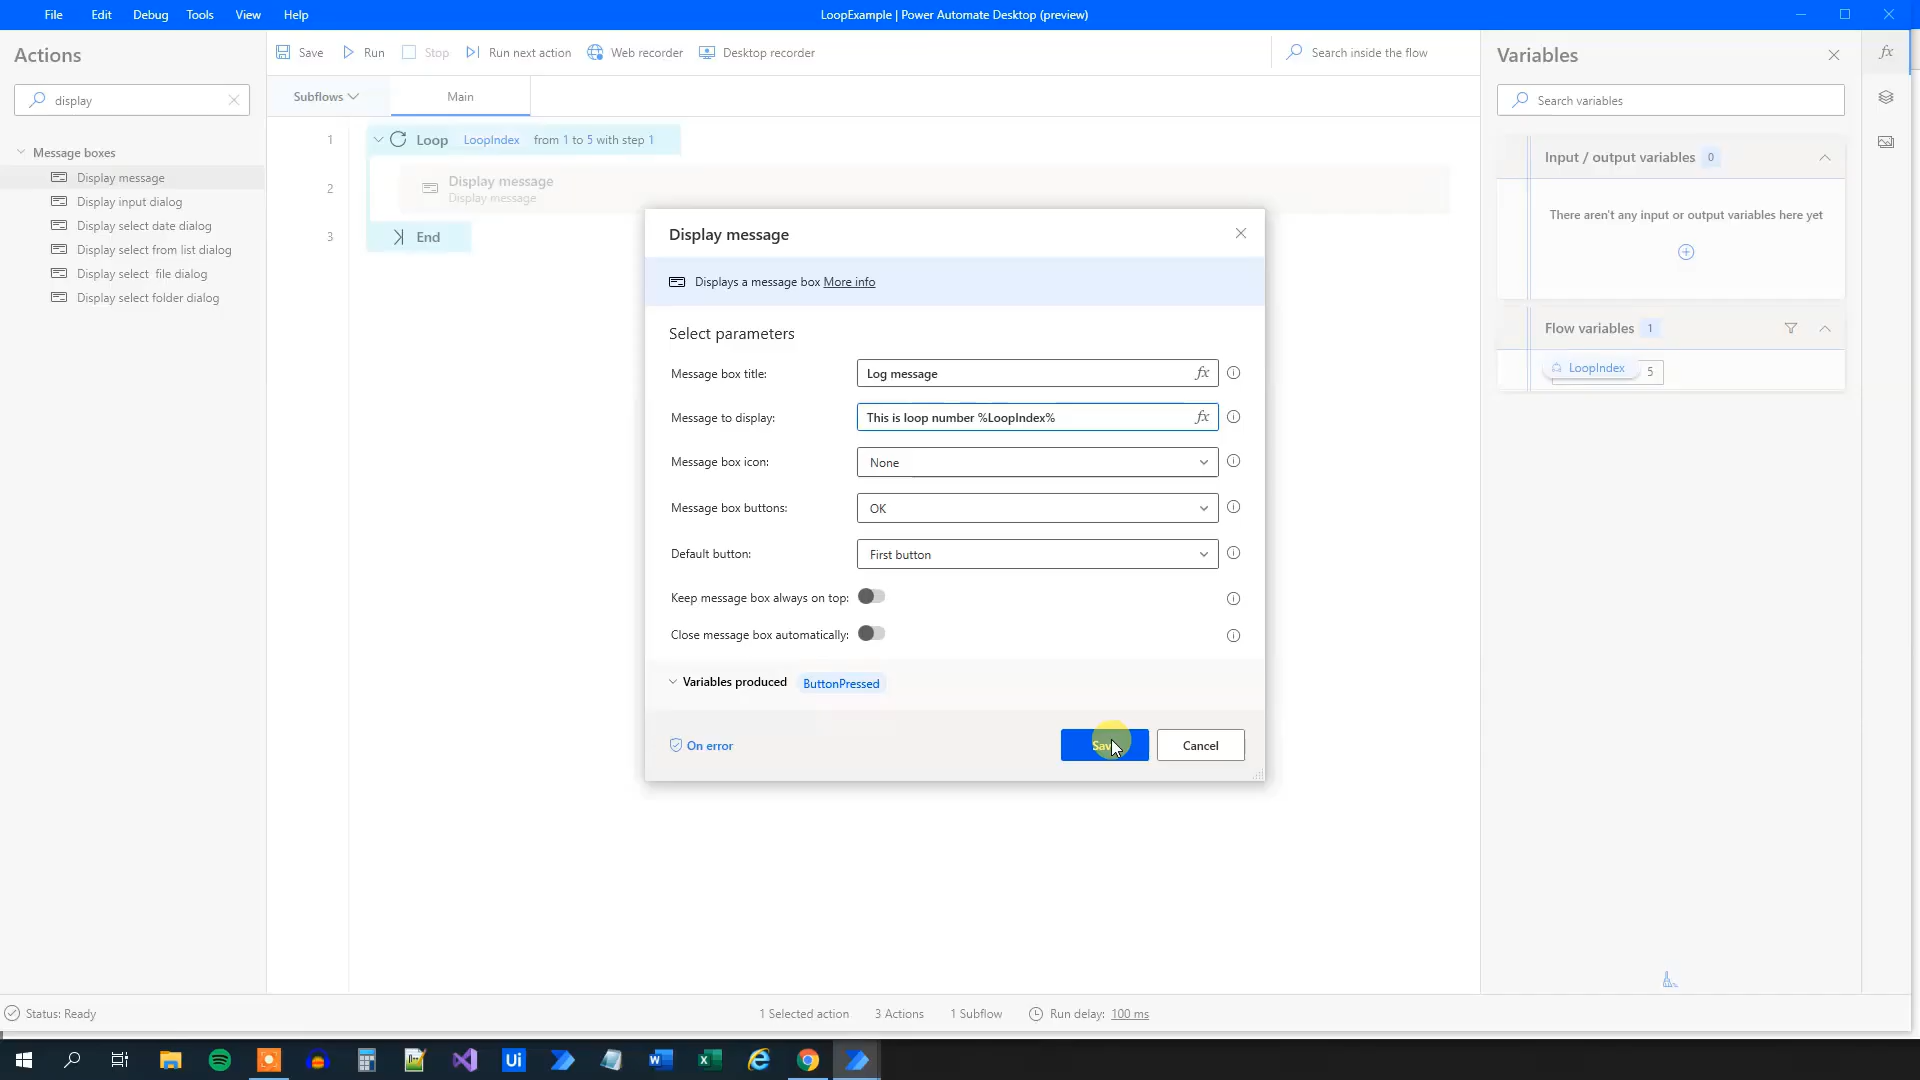 File Edit Debug Tools View Help
LoopExample | Power Automate Desktop (preview)
Actions
display
Message boxes
Display message
Display input dialog
Display select date dialog
Display select from list dialog
Display select file dialog
Display select folder dialog
Save Run Stop Run next action Web recorder Desktop recorder
Search inside the flow
Subflows Main
1 Loop LoopIndex from 1 to 5 with step 1
2 Display message
Display message
3 End
Display message
Displays a message box More info
Select parameters
Message box title: Log message fx
Message to display: This is loop number %LoopIndex% fx
Message box icon: None
Message box buttons: OK
Default button: First button
Keep message box always on top:
Close message box automatically:
Variables produced ButtonPressed
On error Save Cancel
Variables
fx
Search variables
Input / output variables 0
There aren't any input or output variables here yet
Flow variables 1
LoopIndex 5
Status: Ready 1 Selected action 3 Actions 1 Subflow Run delay: 100 ms
Ui